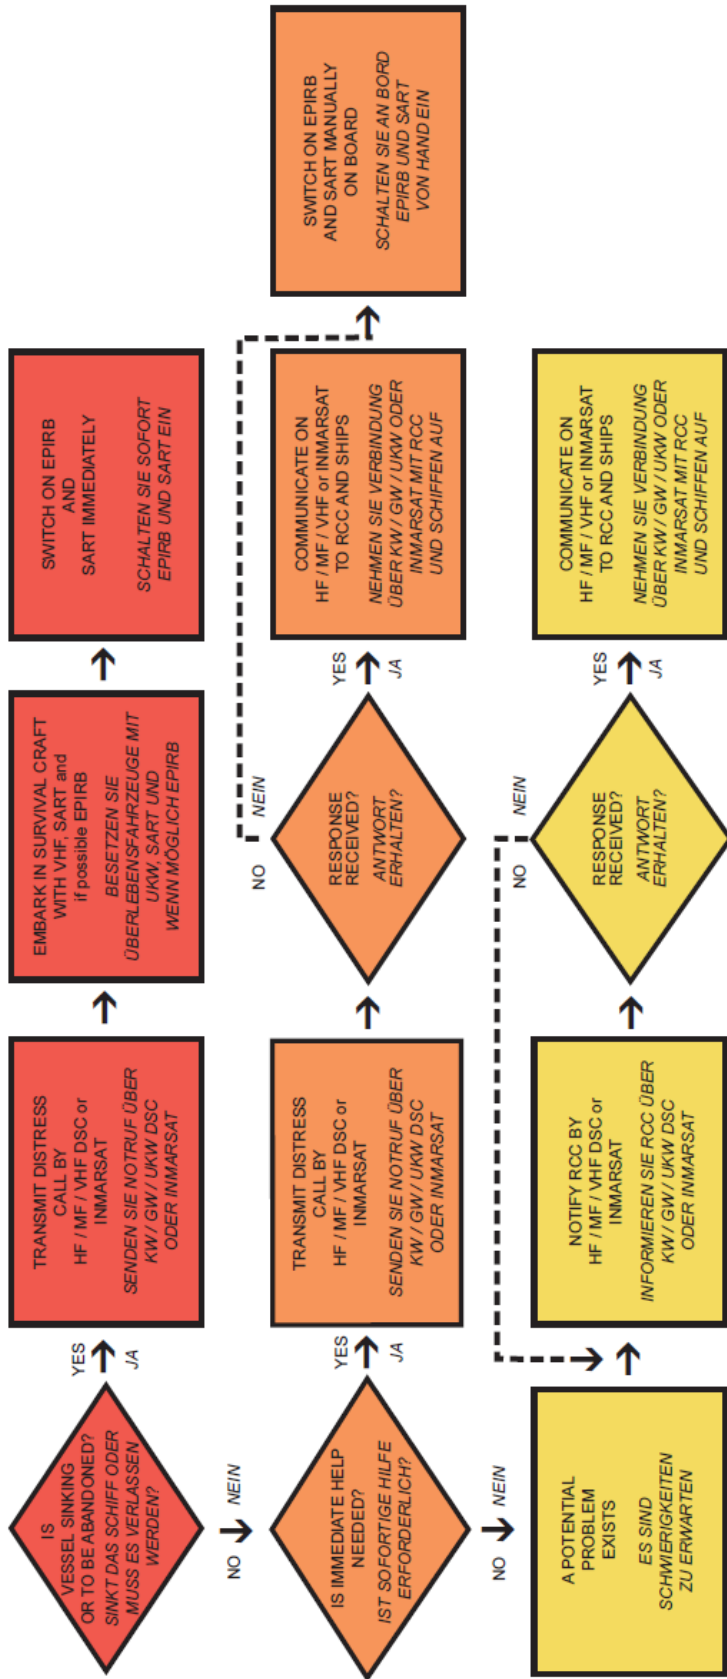 IS
VESSEL SINKING
OR TO BE ABANDONED?
SINKT DAS SCHIFF ODER
MUSS ES VERLASSEN
WERDEN?
YES
JA
TRANSMIT DISTRESS
CALL BY
HF / MF / VHF DSC or
INMARSAT
SENDEN SIE NOTRUF ÜBER
KW / GW / UKW DSC
ODER INMARSAT
EMBARK IN SURVIVAL CRAFT
WITH VHF, SART and
if possible EPIRB
BESETZEN SIE
ÜBERLEBENSFAHRZEUGE MIT
UKW, SART UND
WENN MÖGLICH EPIRB
SWITCH ON EPIRB
AND
SART IMMEDIATELY
SCHALTEN SIE SOFORT
EPIRB UND SART EIN
NO NEIN
IS IMMEDIATE HELP
NEEDED?
IST SOFORTIGE HILFE
ERFORDERLICH?
YES
JA
TRANSMIT DISTRESS
CALL BY
HF / MF / VHF DSC or
INMARSAT
SENDEN SIE NOTRUF ÜBER
KW / GW / UKW DSC
ODER INMARSAT
NO NEIN
RESPONSE
RECEIVED?
ANTWORT
ERHALTEN?
YES
JA
COMMUNICATE ON
HF / MF / VHF or INMARSAT
TO RCC AND SHIPS
NEHMEN SIE VERBINDUNG
ÜBER KW / GW / UKW ODER
INMARSAT MIT RCC
UND SCHIFFEN AUF
SWITCH ON EPIRB
AND SART MANUALLY
ON BOARD
SCHALTEN SIE AN BORD
EPIRB UND SART
VON HAND EIN
NO NEIN
A POTENTIAL
PROBLEM
EXISTS
ES SIND
SCHWIERIGKEITEN
ZU ERWARTEN
NOTIFY RCC BY
HF / MF / VHF DSC or
INMARSAT
INFORMIEREN SIE RCC ÜBER
KW / GW / UKW DSC
ODER INMARSAT
NO NEIN
RESPONSE
RECEIVED?
ANTWORT
ERHALTEN?
YES
JA
COMMUNICATE ON
HF / MF / VHF or INMARSAT
TO RCC AND SHIPS
NEHMEN SIE VERBINDUNG
ÜBER KW / GW / UKW ODER
INMARSAT MIT RCC
UND SCHIFFEN AUF